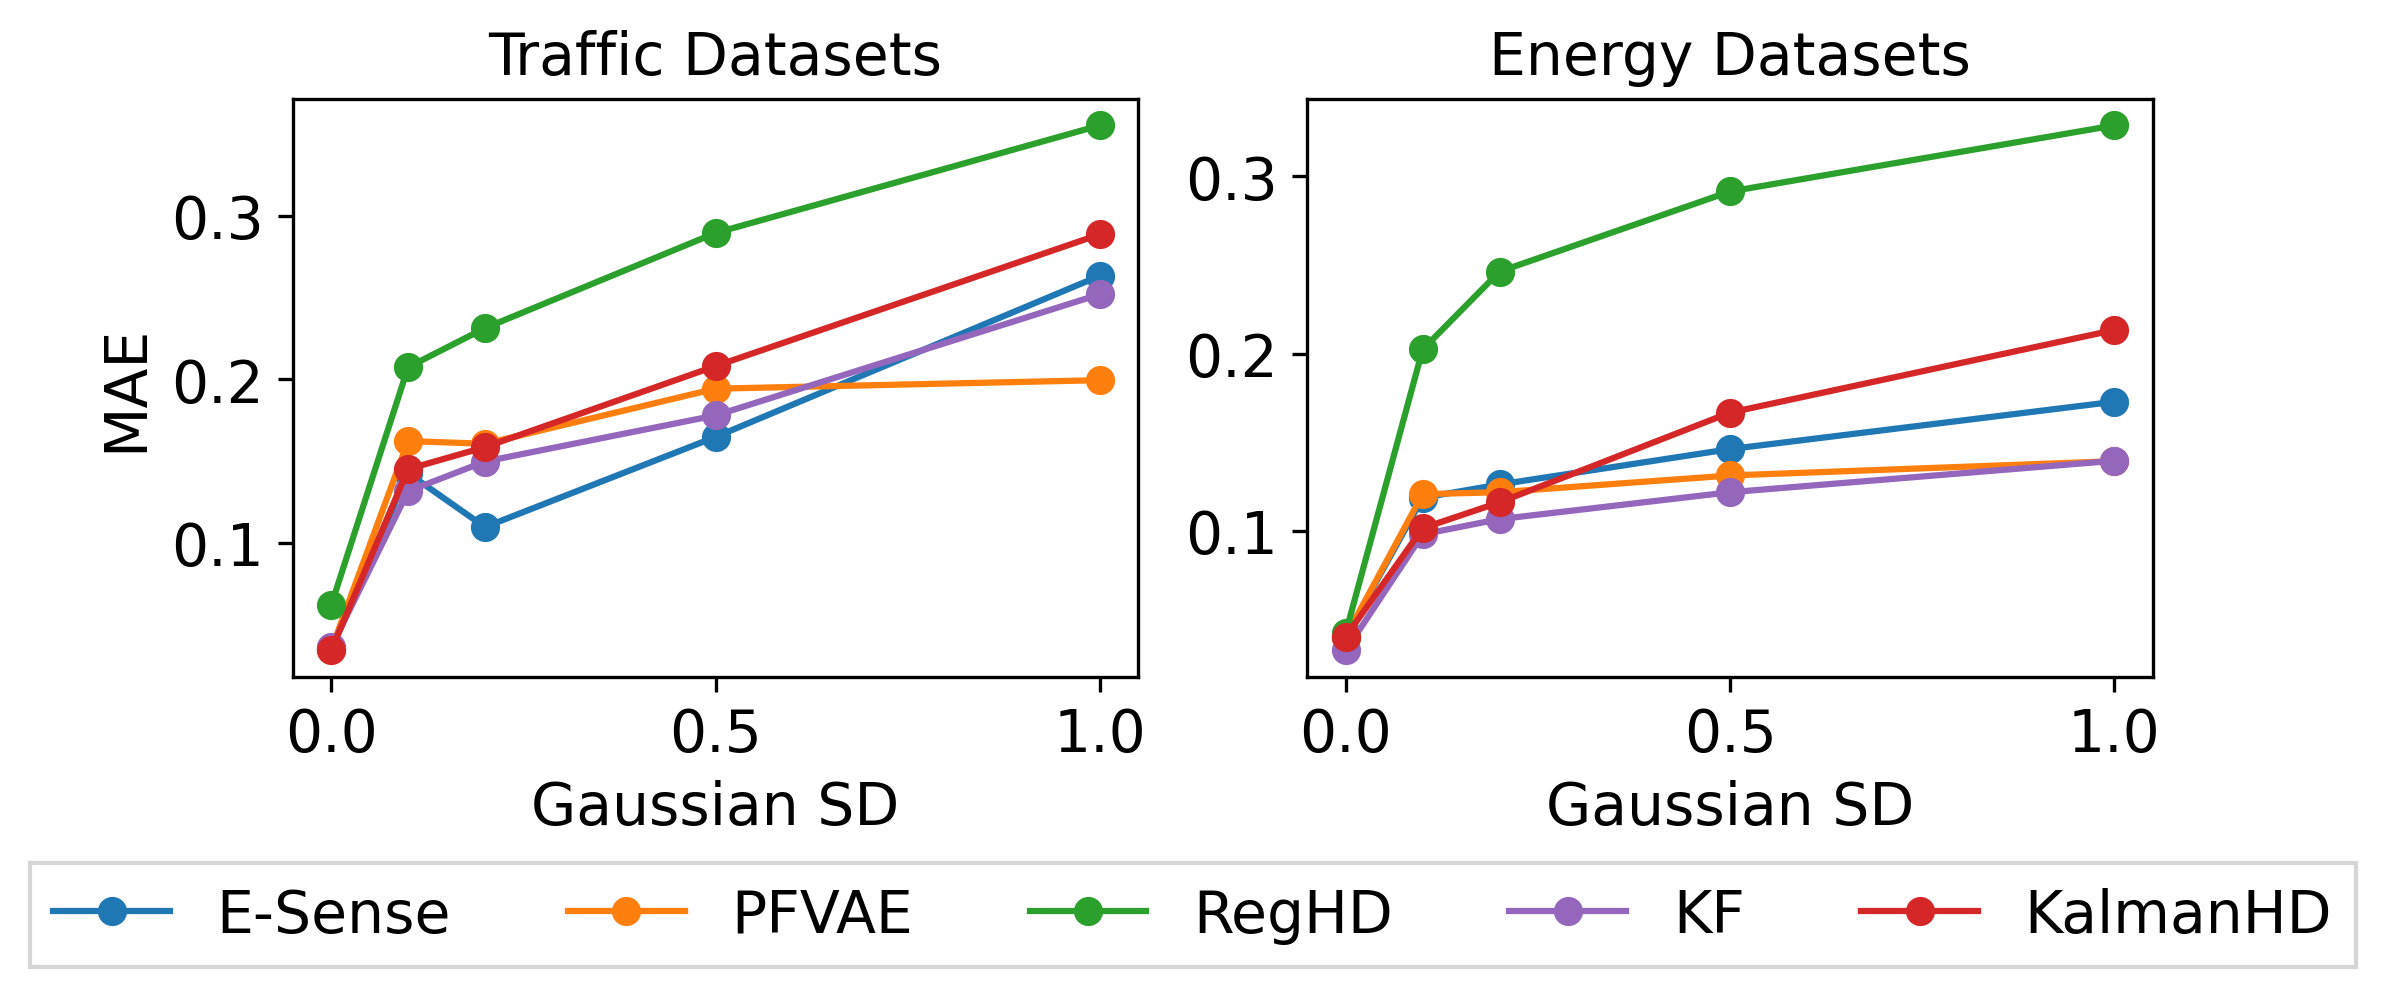 Traffic Datasets
MAE
0.3
0.2
0.1
0.0 0.5 1.0
Gaussian SD
Energy Datasets
0.3
0.2
0.1
0.0 0.5 1.0
Gaussian SD
E-Sense PFVAE RegHD KF KalmanHD